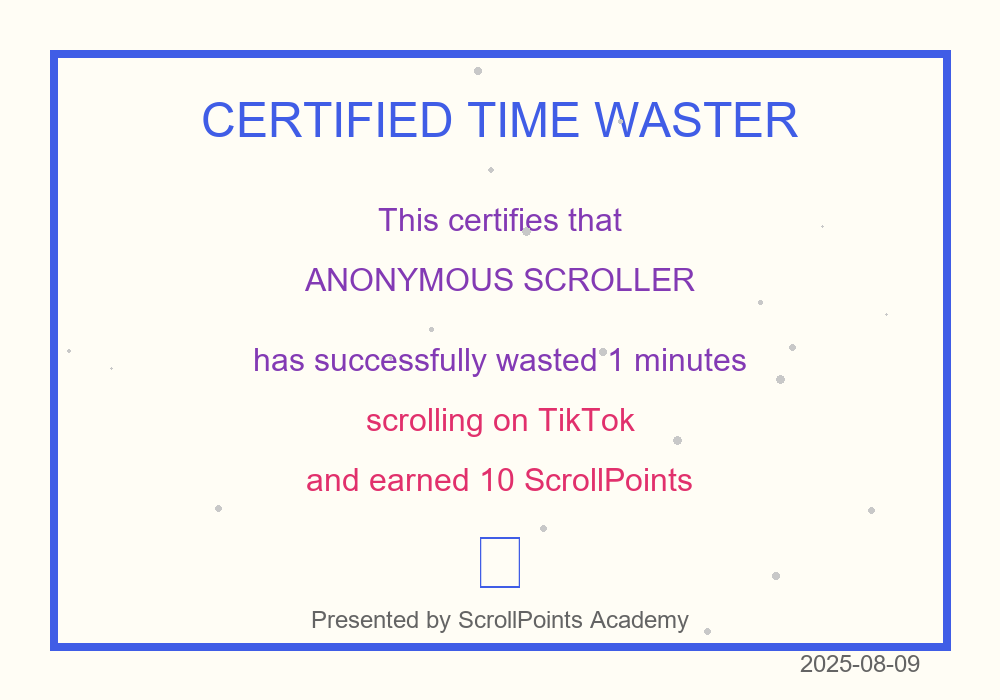 CERTIFIED TIME WASTER
This certifies that
ANONYMOUS SCROLLER
has successfully wasted 1 minutes
scrolling on TikTok
and earned 10 ScrollPoints
Presented by ScrollPoints Academy
2025-08-09